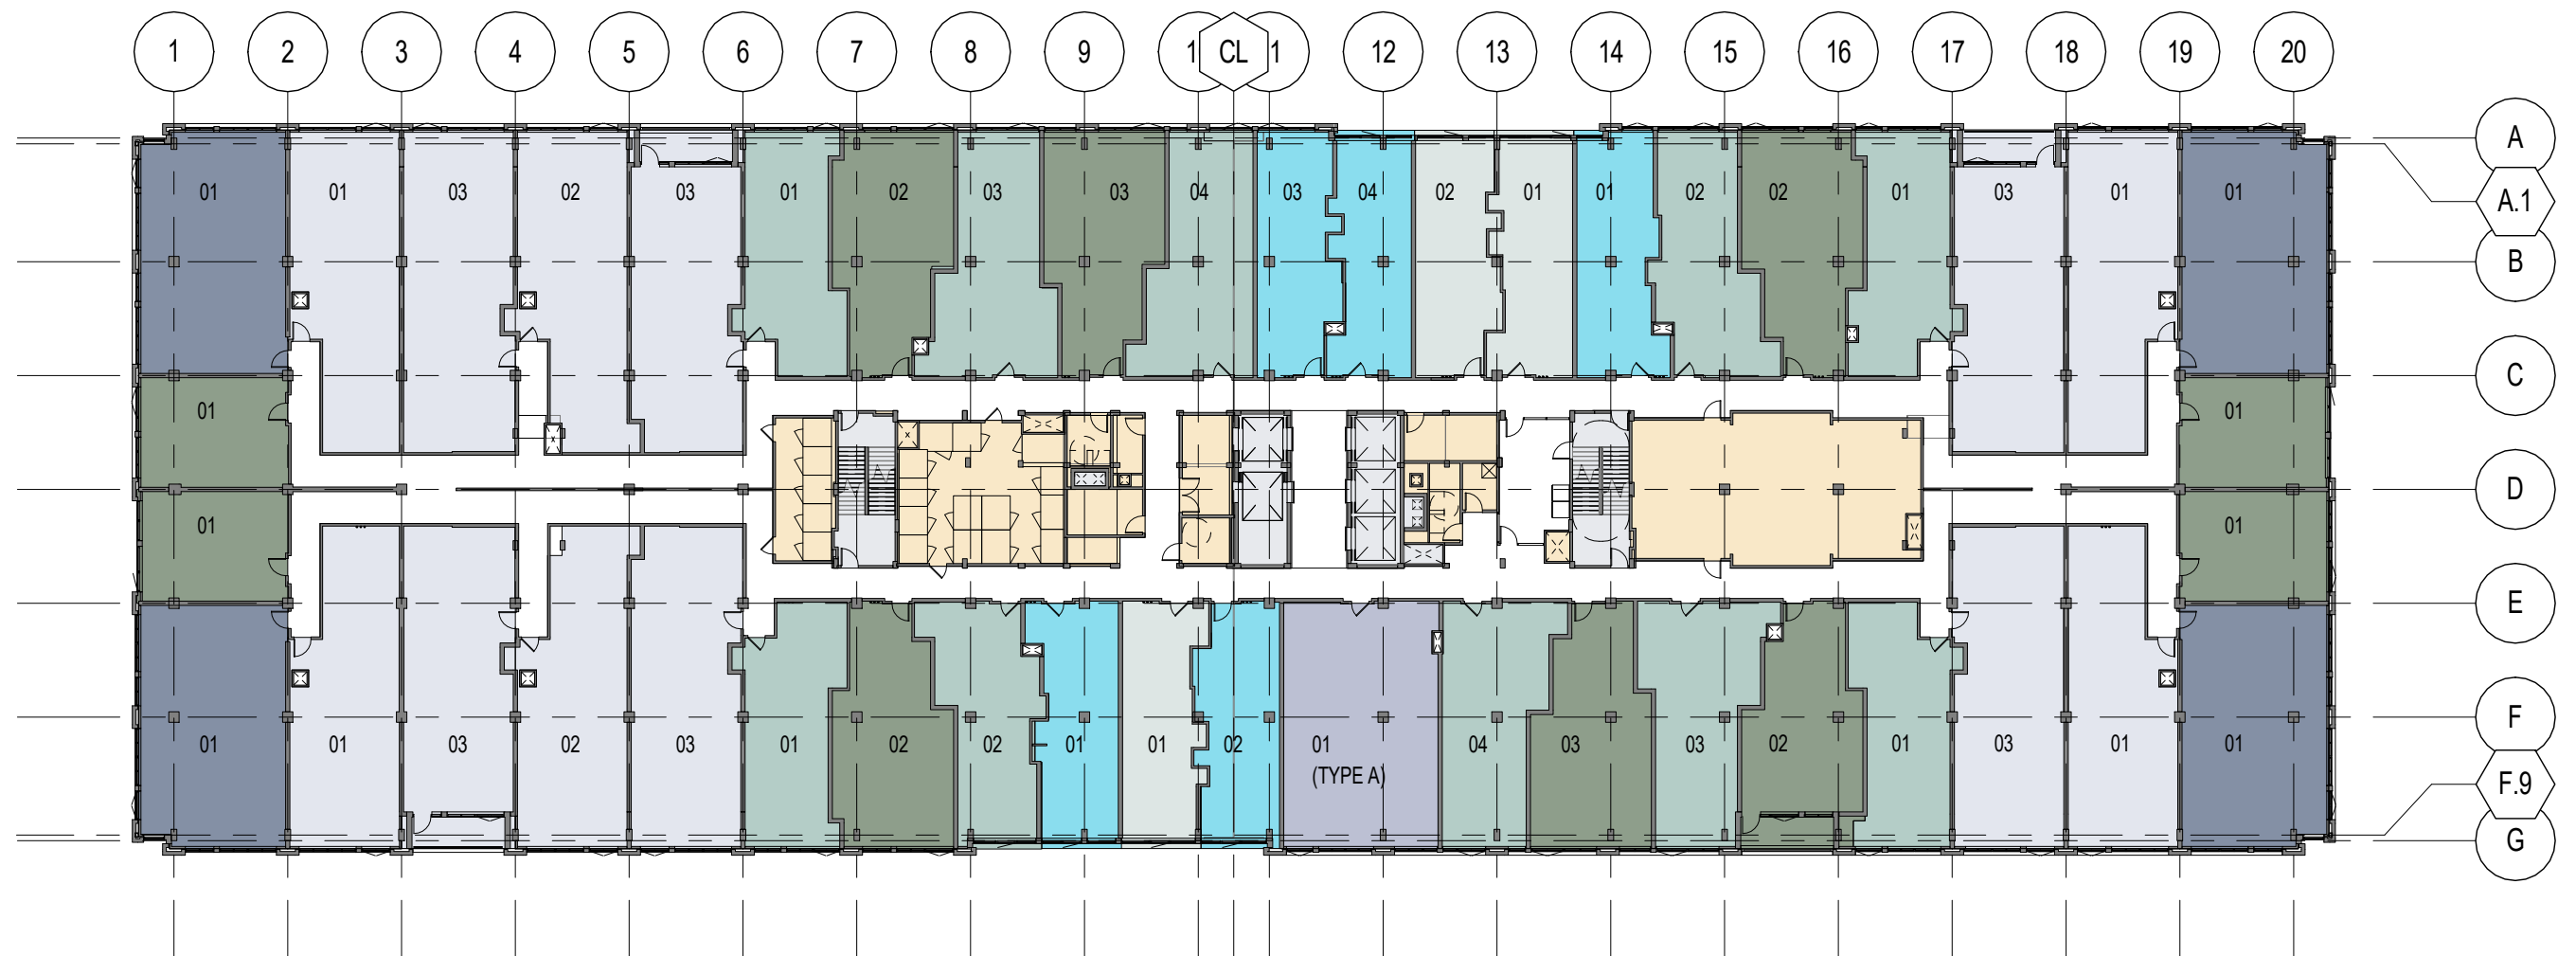 1 2 3 4 5 6 7 8 9 1 CL 1 12 13 14 15 16 17 18 19 20
A
01 01 03 02 03 01 02 03 03 04 03 04 02 01 01 02 02 01 03 01 01
A.1
B
C
01 01
D
01 01
E
F
01 01 03 02 03 01 02 02 01 01 02 01 04 03 03 02 01 03 01 01
(TYPE A)
F.9
G